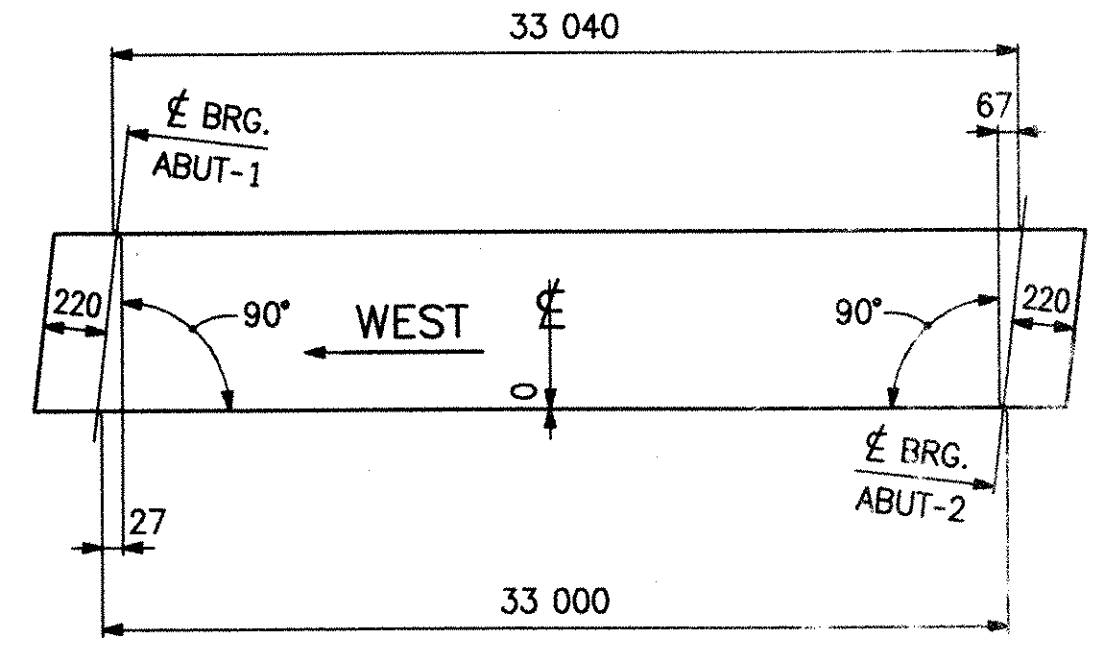 33 040
67
℄ BRG.
ABUT-1
220
90°
WEST
℄
0
90°
220
℄ BRG.
ABUT-2
27
33 000